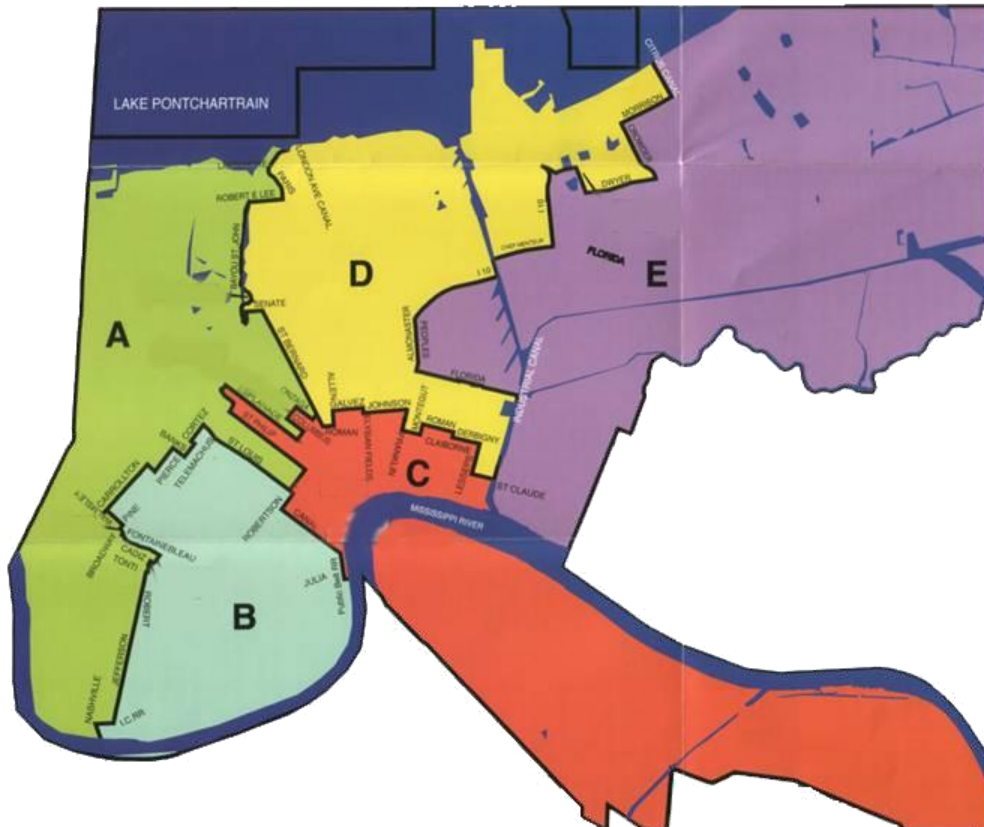 LAKE PONTCHARTRAIN
CITRUS CANAL
MORRISON
CROWDER
DWYER
PARIS
LONDON AVE CANAL
ROBERT E LEE
BAYOU ST. JOHN
I 10
CHEF MENTEUR
FLORIDA
I 10
D
E
A
SENATE
ST BERNARD
ALMONASTER
PEOPLES
INDUSTRIAL CANAL
FLORIDA
ALLEN
GALVEZ
JOHNSON
MONTEGUT
ROMAN
DERBIGNY
CLAIBORNE
LESSEPS
COLUMBUS
ROMAN
ELYSIAN FIELDS
FRANKLIN
C
ST PHILIP
ST LOUIS
CORTEZ
BANKS
PIERCE
TELEMACHUS
CARROLLTON
PINE
ST CLAUDE
MISSISSIPPI RIVER
ROBERTSON
CANAL
FONTAINEBLEAU
BROADWAY
CADIZ
TONTI
ROBERT
JULIA
Public Belt RR
B
JEFFERSON
NASHVILLE
I.C. RR